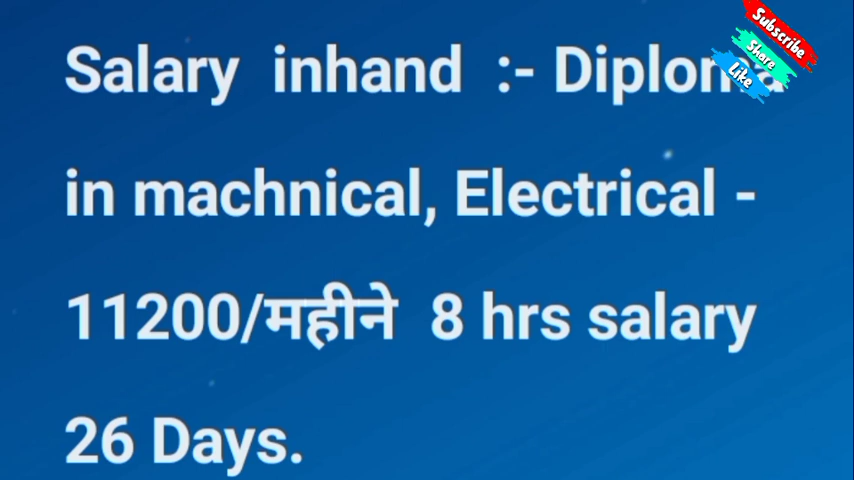 Salary inhand :- Diploma
in machnical, Electrical -
11200/महीने 8 hrs salary
26 Days.
Subscribe
Share
Like